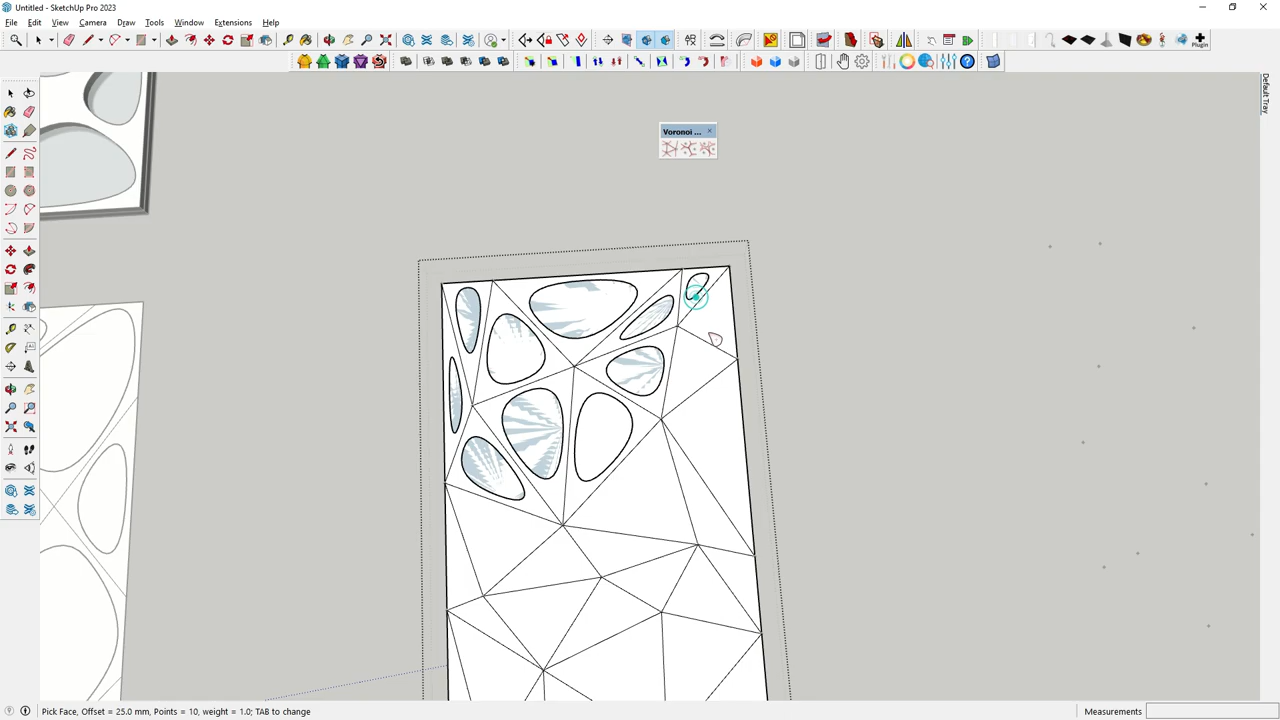 Untitled - SketchUp Pro 2023
File Edit View Camera Draw Tools Window Extensions Help
Plugin
Default Tray
Voronoi ...
Pick Face, Offset = 25.0 mm, Points = 10, weight = 1.0; TAB to change
Measurements